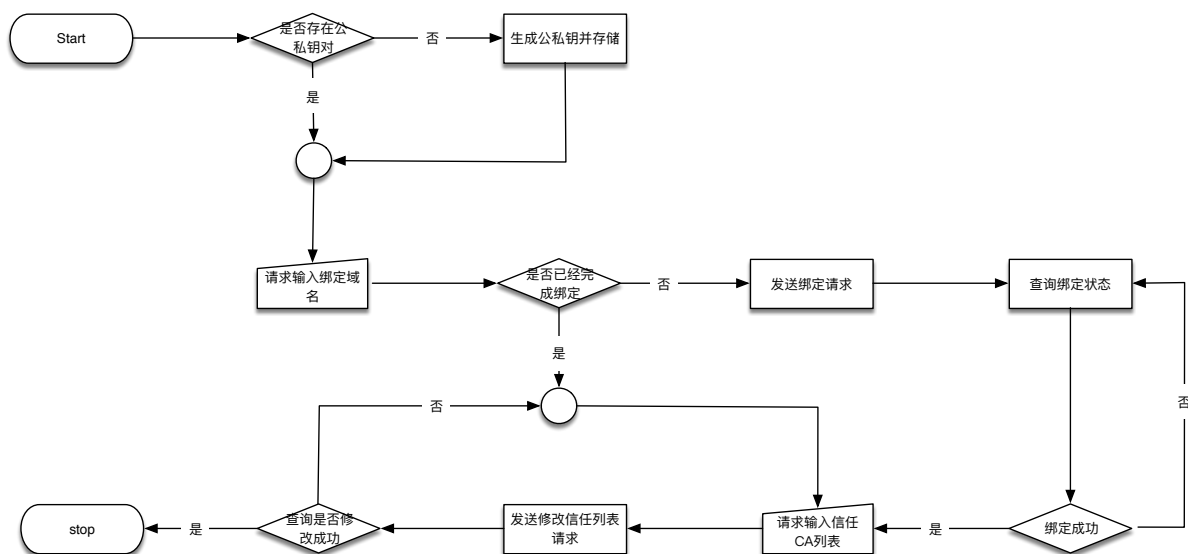 Start
是否存在公
私钥对
否
生成公私钥并存储
是
请求输入绑定域
名
是否已经完
成绑定
否
发送绑定请求
查询绑定状态
是
否
否
stop
是
查询是否修
改成功
发送修改信任列表
请求
请求输入信任
CA列表
是
绑定成功